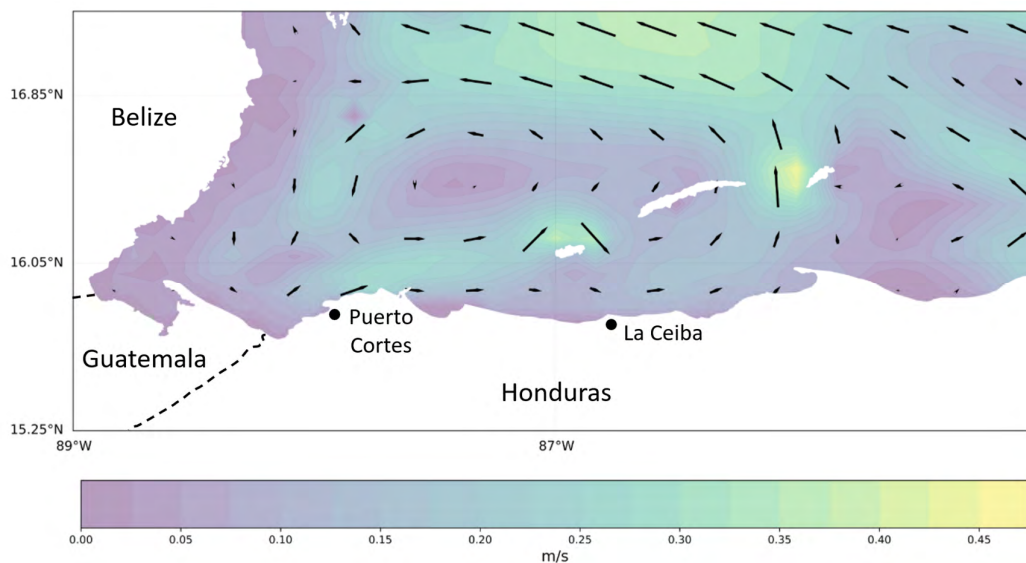 16.85°N
Belize
16.05°N
Puerto
Cortes
La Ceiba
Guatemala
Honduras
15.25°N
89°W
87°W
0.00 0.05 0.10 0.15 0.20 0.25 0.30 0.35 0.40 0.45
m/s